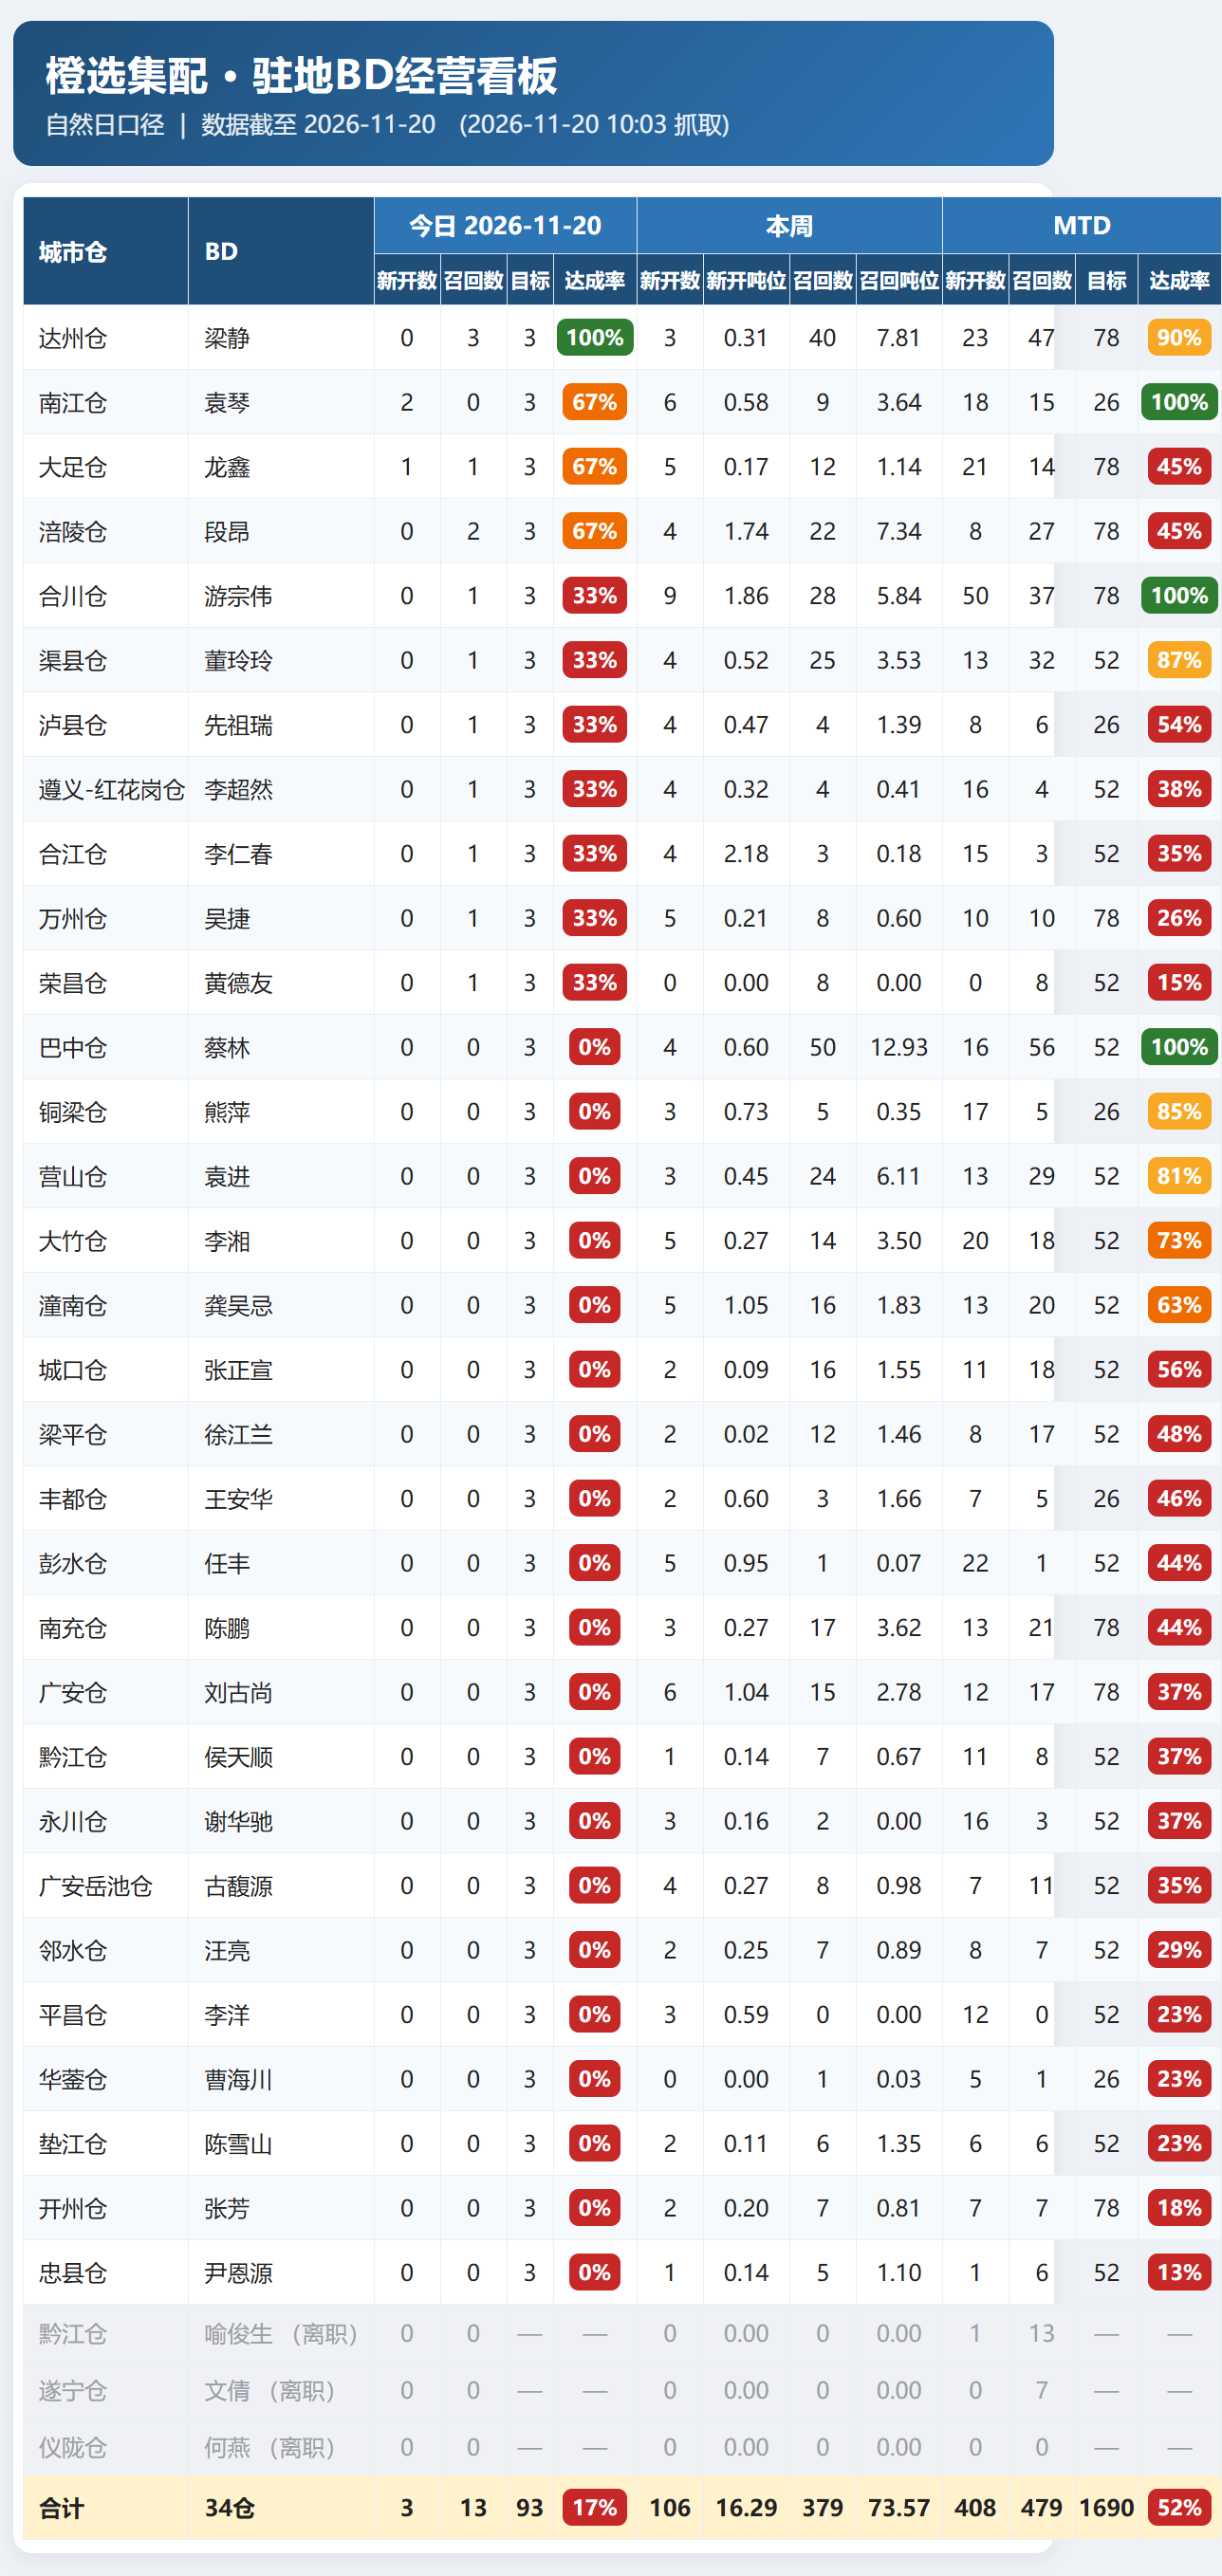 橙选集配 • 驻地BD经营看板
自然日口径 | 数据截至 2026-11-20 (2026-11-20 10:03 抓取)
城市仓 BD 今日 2026-11-20 本周 MTD
新开数 召回数 目标 达成率 新开数 新开吨位 召回数 召回吨位 新开数 召回数 目标 达成率
达州仓 梁静 0 3 3 100% 3 0.31 40 7.81 23 47 78 90%
南江仓 袁琴 2 0 3 67% 6 0.58 9 3.64 18 15 26 100%
大足仓 龙鑫 1 1 3 67% 5 0.17 12 1.14 21 14 78 45%
涪陵仓 段昂 0 2 3 67% 4 1.74 22 7.34 8 27 78 45%
合川仓 游宗伟 0 1 3 33% 9 1.86 28 5.84 50 37 78 100%
渠县仓 董玲玲 0 1 3 33% 4 0.52 25 3.53 13 32 52 87%
泸县仓 先祖瑞 0 1 3 33% 4 0.47 4 1.39 8 6 26 54%
遵义-红花岗仓 李超然 0 1 3 33% 4 0.32 4 0.41 16 4 52 38%
合江仓 李仁春 0 1 3 33% 4 2.18 3 0.18 15 3 52 35%
万州仓 吴捷 0 1 3 33% 5 0.21 8 0.60 10 10 78 26%
荣昌仓 黄德友 0 1 3 33% 0 0.00 8 0.00 0 8 52 15%
巴中仓 蔡林 0 0 3 0% 4 0.60 50 12.93 16 56 52 100%
铜梁仓 熊萍 0 0 3 0% 3 0.73 5 0.35 17 5 26 85%
营山仓 袁进 0 0 3 0% 3 0.45 24 6.11 13 29 52 81%
大竹仓 李湘 0 0 3 0% 5 0.27 14 3.50 20 18 52 73%
潼南仓 龚吴忌 0 0 3 0% 5 1.05 16 1.83 13 20 52 63%
城口仓 张正宣 0 0 3 0% 2 0.09 16 1.55 11 18 52 56%
梁平仓 徐江兰 0 0 3 0% 2 0.02 12 1.46 8 17 52 48%
丰都仓 王安华 0 0 3 0% 2 0.60 3 1.66 7 5 26 46%
彭水仓 任丰 0 0 3 0% 5 0.95 1 0.07 22 1 52 44%
南充仓 陈鹏 0 0 3 0% 3 0.27 17 3.62 13 21 78 44%
广安仓 刘古尚 0 0 3 0% 6 1.04 15 2.78 12 17 78 37%
黔江仓 侯天顺 0 0 3 0% 1 0.14 7 0.67 11 8 52 37%
永川仓 谢华驰 0 0 3 0% 3 0.16 2 0.00 16 3 52 37%
广安岳池仓 古馥源 0 0 3 0% 4 0.27 8 0.98 7 11 52 35%
邻水仓 汪亮 0 0 3 0% 2 0.25 7 0.89 8 7 52 29%
平昌仓 李洋 0 0 3 0% 3 0.59 0 0.00 12 0 52 23%
华蓥仓 曹海川 0 0 3 0% 0 0.00 1 0.03 5 1 26 23%
垫江仓 陈雪山 0 0 3 0% 2 0.11 6 1.35 6 6 52 23%
开州仓 张芳 0 0 3 0% 2 0.20 7 0.81 7 7 78 18%
忠县仓 尹恩源 0 0 3 0% 1 0.14 5 1.10 1 6 52 13%
黔江仓 喻俊生 (离职) 0 0 — — 0 0.00 0 0.00 1 13 — —
遂宁仓 文倩 (离职) 0 0 — — 0 0.00 0 0.00 0 7 — —
仪陇仓 何燕 (离职) 0 0 — — 0 0.00 0 0.00 0 0 — —
合计 34仓 3 13 93 17% 106 16.29 379 73.57 408 479 1690 52%